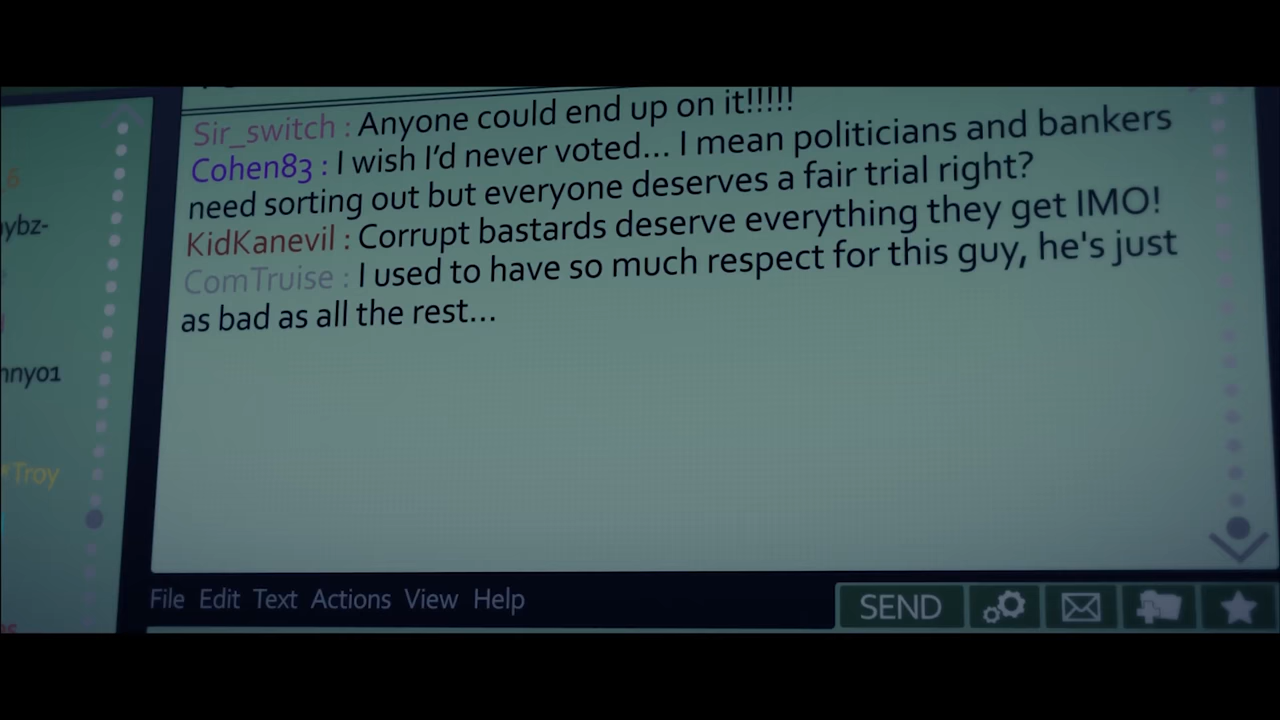 Sir_switch : Anyone could end up on it!!!!!
Cohen83 : I wish I'd never voted... I mean politicians and bankers
need sorting out but everyone deserves a fair trial right?
KidKanevil : Corrupt bastards deserve everything they get IMO!
ComTruise : I used to have so much respect for this guy, he's just
as bad as all the rest...
6
aybz-
nny01
*Troy
File Edit Text Actions View Help
SEND